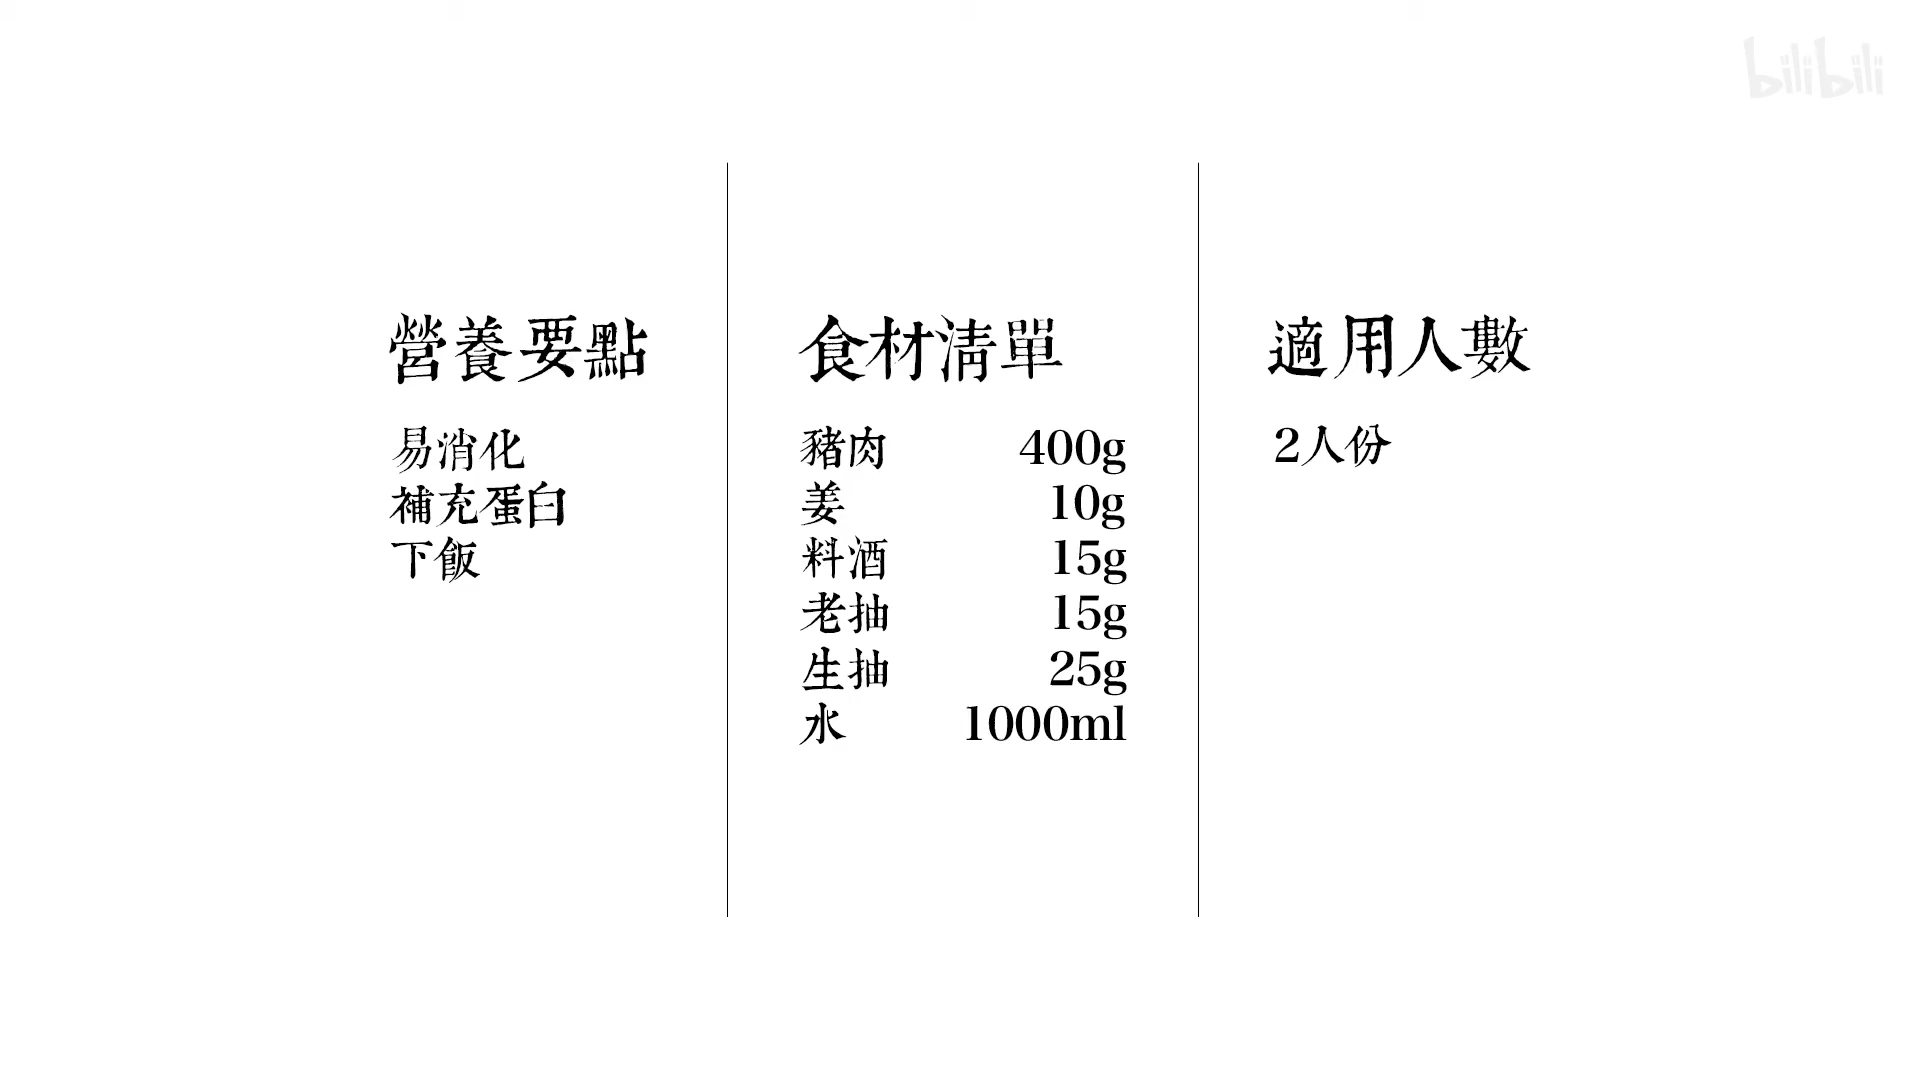 bilibili
營養要點
易消化
補充蛋白
下飯
食材清單
豬肉 400g
姜 10g
料酒 15g
老抽 15g
生抽 25g
水 1000ml
適用人數
2人份